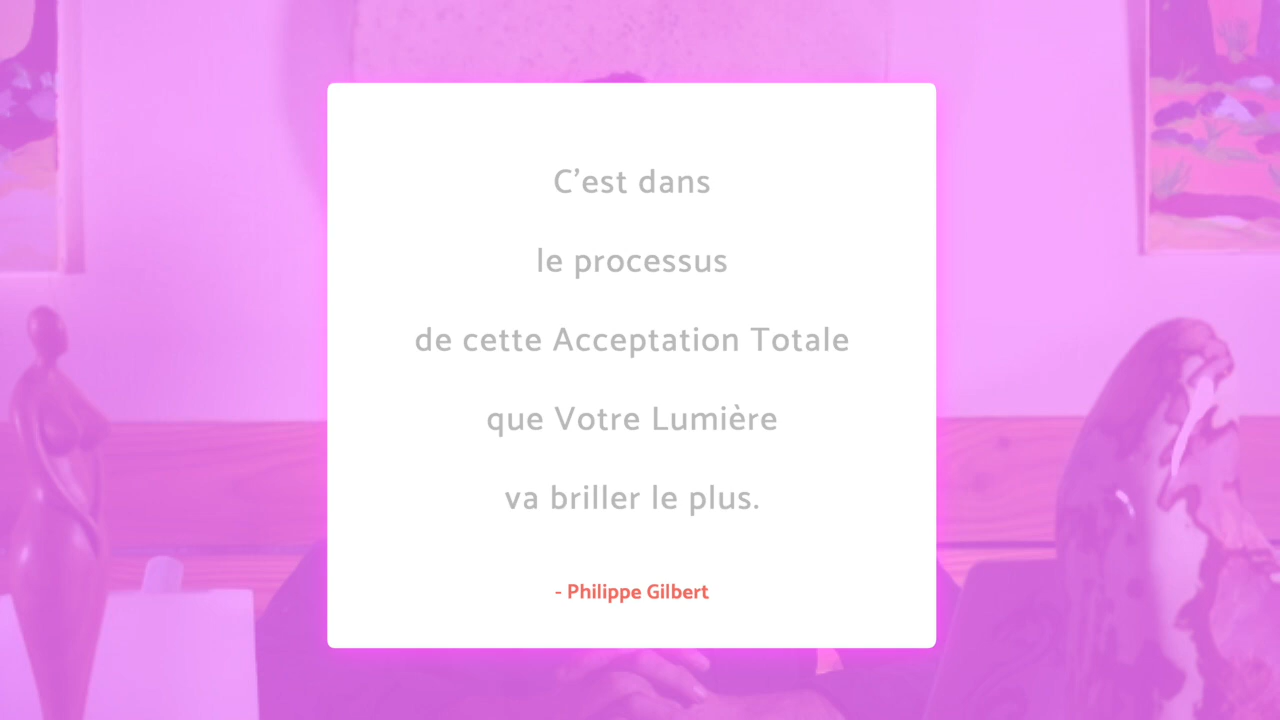 C’est dans
le processus
de cette Acceptation Totale
que Votre Lumière
va briller le plus.
- Philippe Gilbert